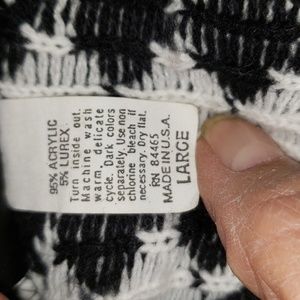 95% ACRYLIC
5% LUREX
Turn inside out.
Machine wash
warm, delicate
cycle. Dark colors
separately. Use non
chlorine bleach if
necessary. Dry flat.
RN 64406
MADE IN U.S.A.
LARGE